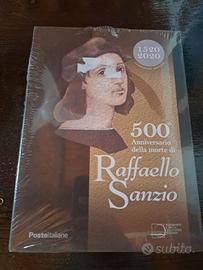 1520
2020
500°
Anniversario
della morte di
Raffaello
Sanzio
Posteitaliane
subito